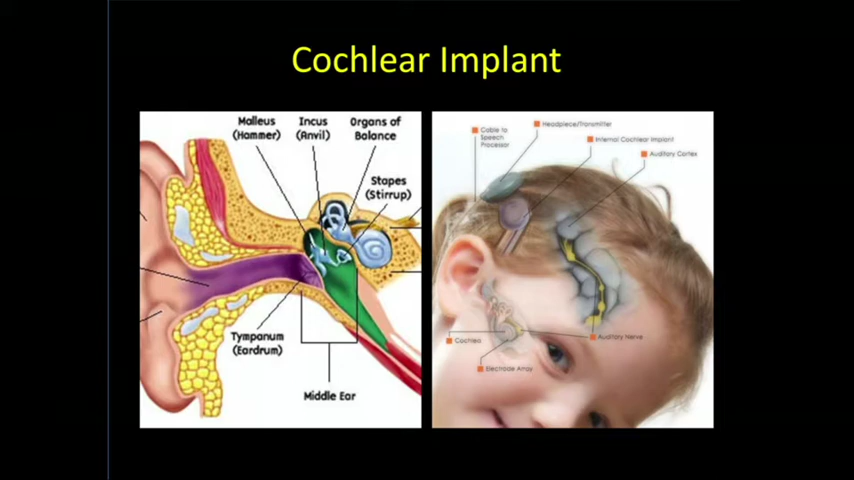 Cochlear Implant
Malleus
(Hammer)
Incus
(Anvil)
Organs of
Balance
Stapes
(Stirrup)
Tympanum
(Eardrum)
Middle Ear
Cable to
Speech
Processor
Headpiece/Transmitter
Internal Cochlear Implant
Auditory Cortex
Cochlea
Auditory Nerve
Electrode Array